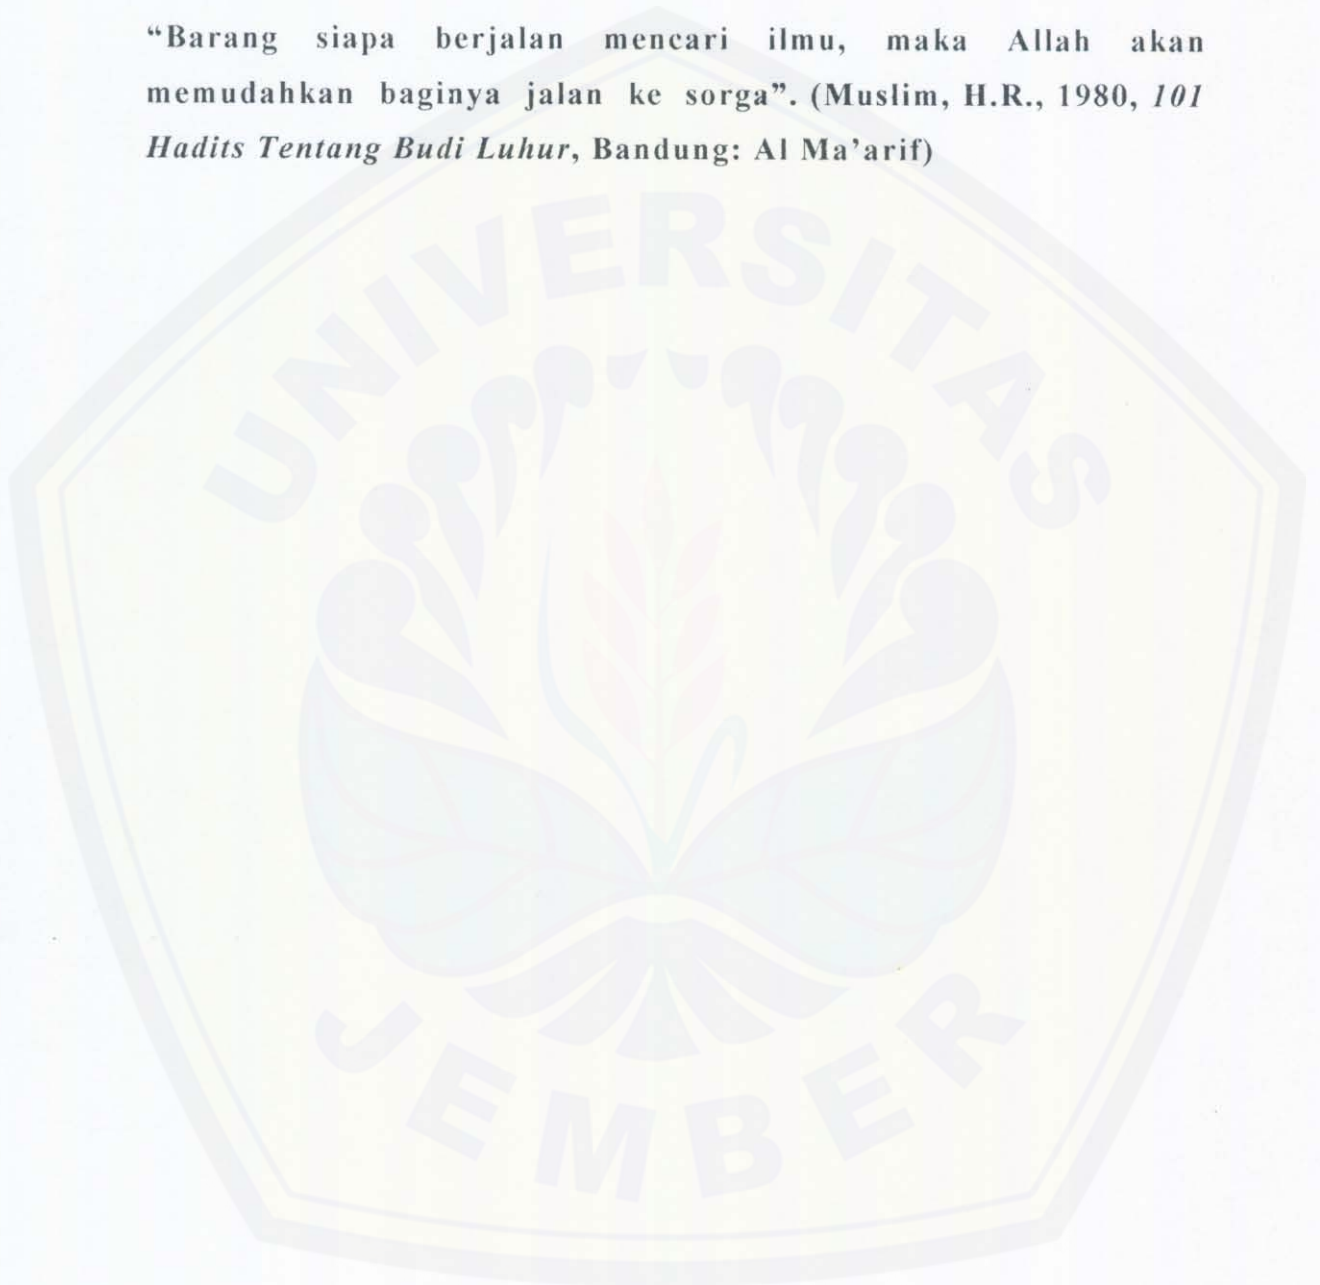 “Barang siapa berjalan mencari ilmu, maka Allah akan
memudahkan baginya jalan ke sorga”. (Muslim, H.R., 1980, 101
Hadits Tentang Budi Luhur, Bandung: Al Ma’arif)
UNIVERSITAS
JEMBER